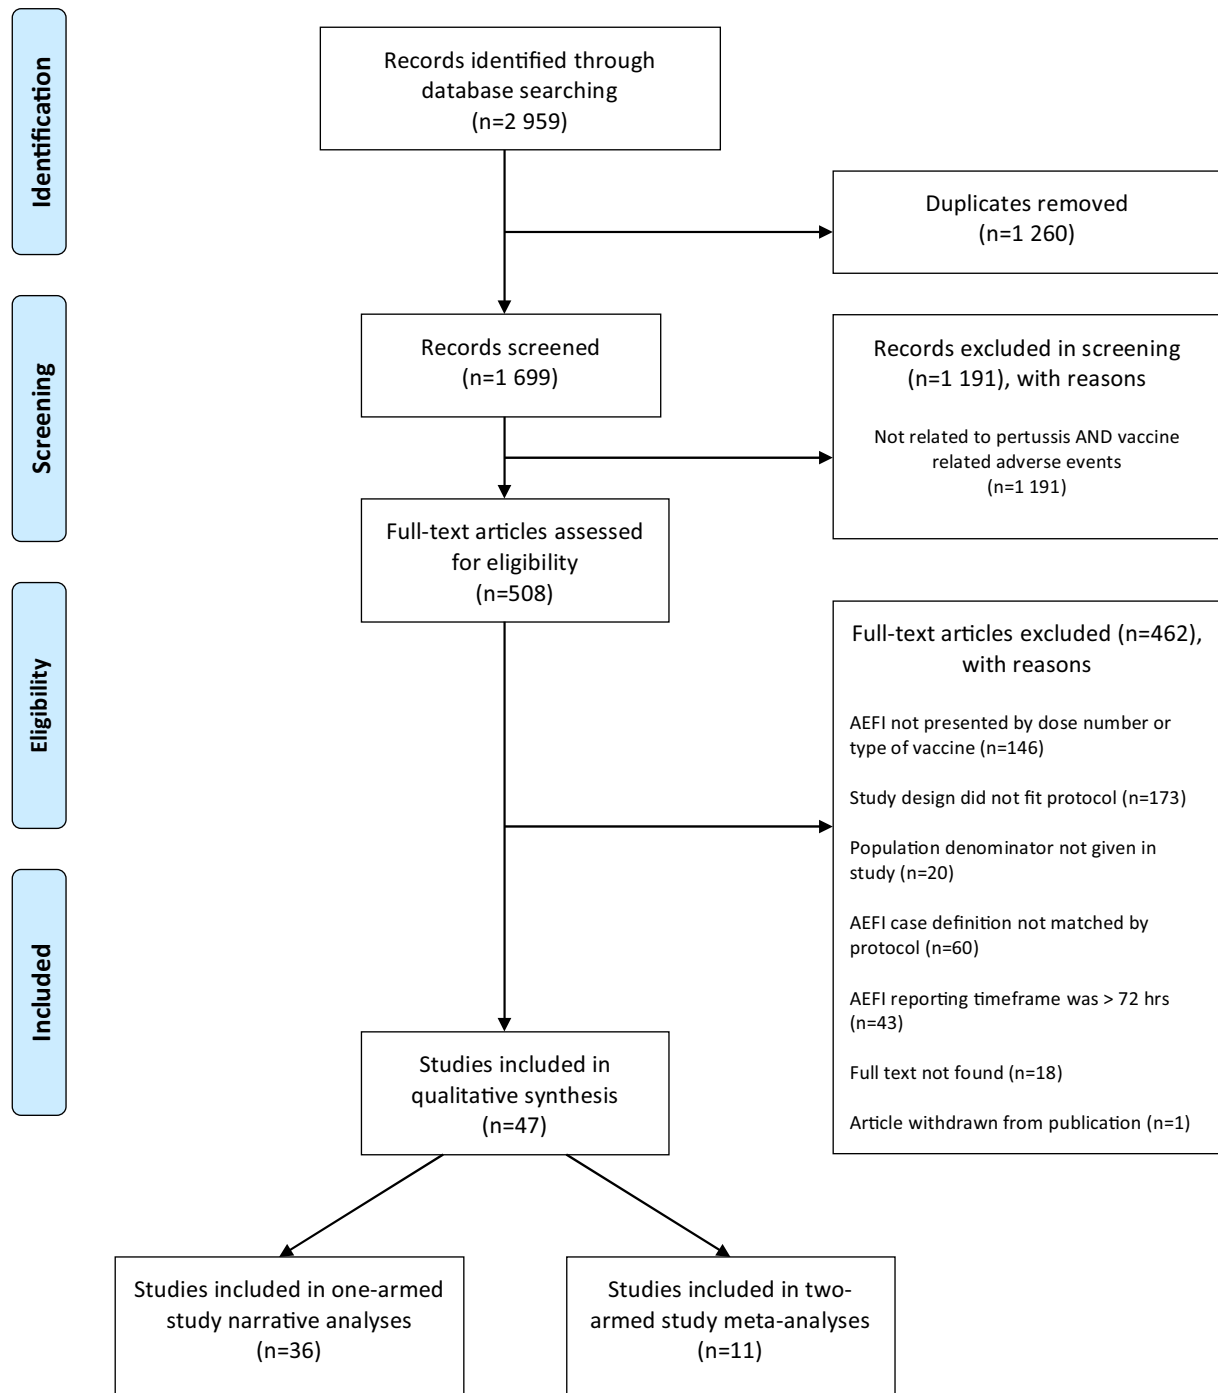 Identification
Records identified through
database searching
(n=2 959)
Duplicates removed
(n=1 260)
Screening
Records screened
(n=1 699)
Records excluded in screening
(n=1 191), with reasons
Not related to pertussis AND vaccine
related adverse events
(n=1 191)
Full-text articles assessed
for eligibility
(n=508)
Eligibility
Full-text articles excluded (n=462),
with reasons
AEFI not presented by dose number or
type of vaccine (n=146)
Study design did not fit protocol (n=173)
Population denominator not given in
study (n=20)
AEFI case definition not matched by
protocol (n=60)
AEFI reporting timeframe was > 72 hrs
(n=43)
Full text not found (n=18)
Article withdrawn from publication (n=1)
Included
Studies included in
qualitative synthesis
(n=47)
Studies included in one-armed
study narrative analyses
(n=36)
Studies included in two-
armed study meta-analyses
(n=11)